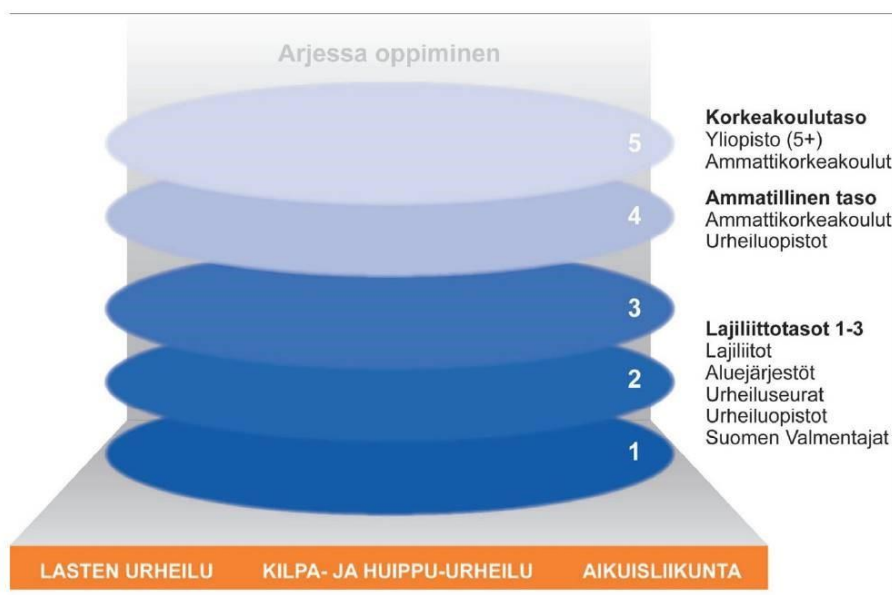 Arjessa oppiminen
5
Korkeakoulutaso
Yliopisto (5+)
Ammattikorkeakoulut
4
Ammatillinen taso
Ammattikorkeakoulut
Urheiluopistot
3
2
1
Lajiliittotasot 1-3
Lajiliitot
Aluejärjestöt
Urheiluseurat
Urheiluopistot
Suomen Valmentajat
LASTEN URHEILU KILPA- JA HUIPPU-URHEILU AIKUISLIIKUNTA